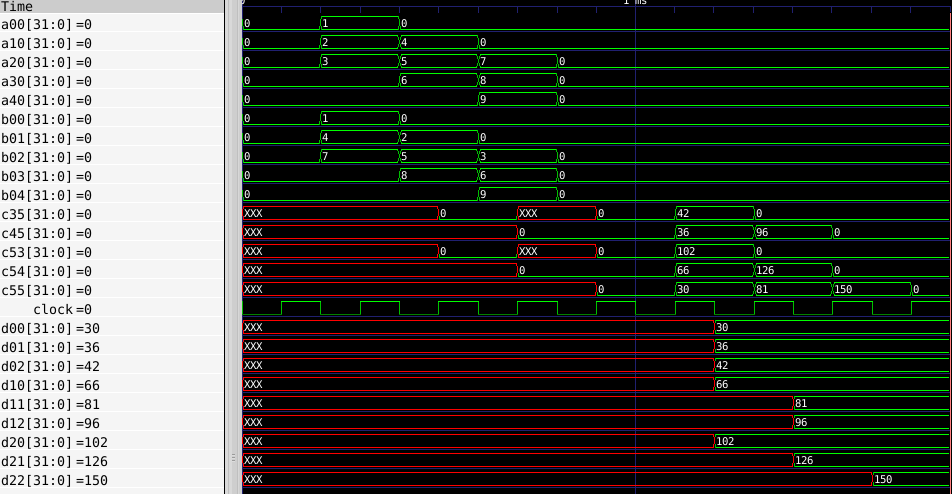 Time 1 ms
a00[31:0] =0 0 1 0
a10[31:0] =0 0 2 4 0
a20[31:0] =0 0 3 5 7 0
a30[31:0] =0 0 6 8 0
a40[31:0] =0 0 9 0
b00[31:0] =0 0 1 0
b01[31:0] =0 0 4 2 0
b02[31:0] =0 0 7 5 3 0
b03[31:0] =0 0 8 6 0
b04[31:0] =0 0 9 0
c35[31:0] =0 XXX 0 XXX 0 42 0
c45[31:0] =0 XXX 0 36 96 0
c53[31:0] =0 XXX 0 XXX 0 102 0
c54[31:0] =0 XXX 0 66 126 0
c55[31:0] =0 XXX 0 30 81 150 0
clock =0
d00[31:0] =30 XXX 30
d01[31:0] =36 XXX 36
d02[31:0] =42 XXX 42
d10[31:0] =66 XXX 66
d11[31:0] =81 XXX 81
d12[31:0] =96 XXX 96
d20[31:0] =102 XXX 102
d21[31:0] =126 XXX 126
d22[31:0] =150 XXX 150